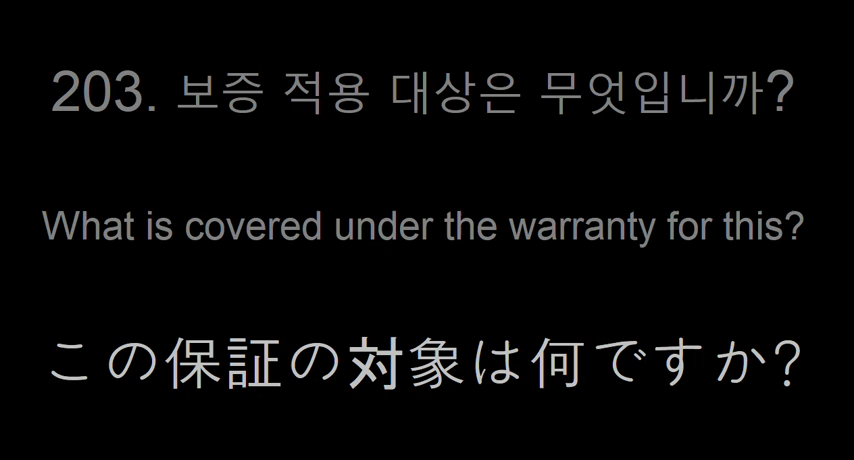 203. 보증 적용 대상은 무엇입니까?
What is covered under the warranty for this?
この保証の対象は何ですか?